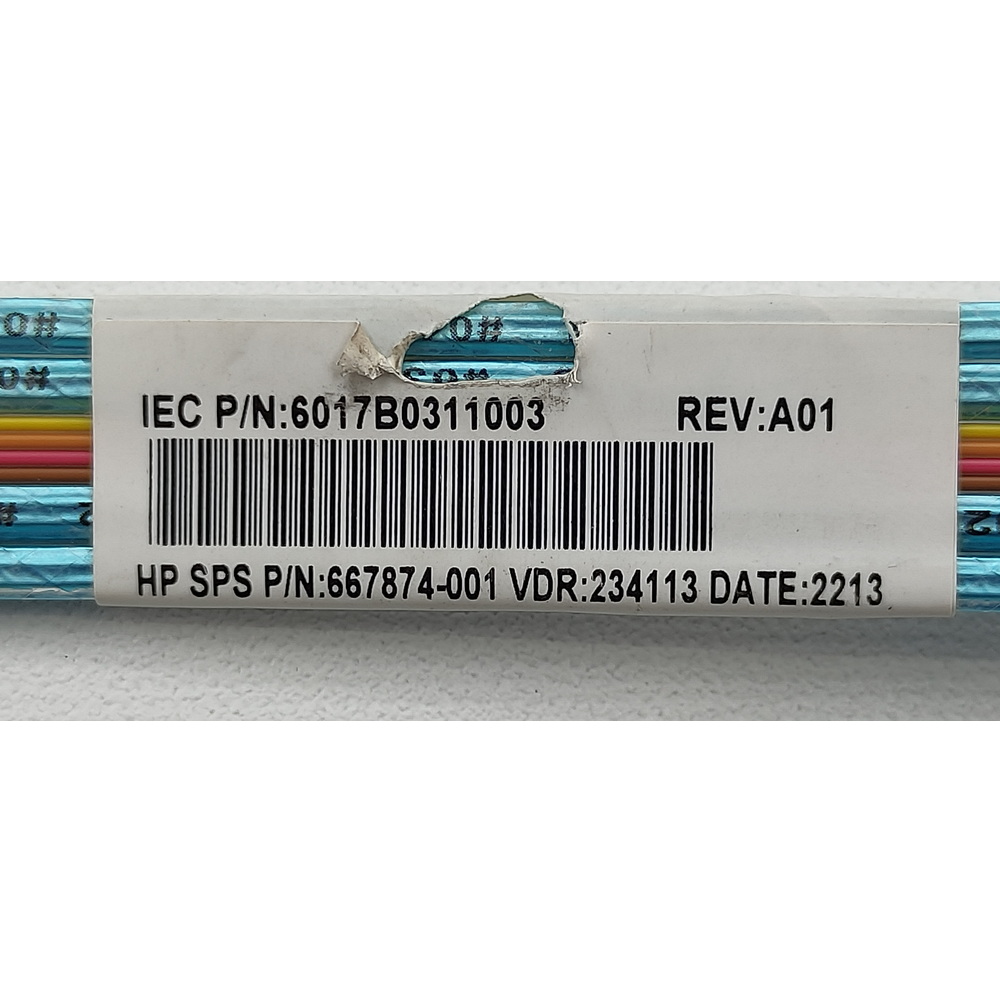 IEC P/N:6017B0311003 REV:A01
HP SPS P/N:667874-001 VDR:234113 DATE:2213